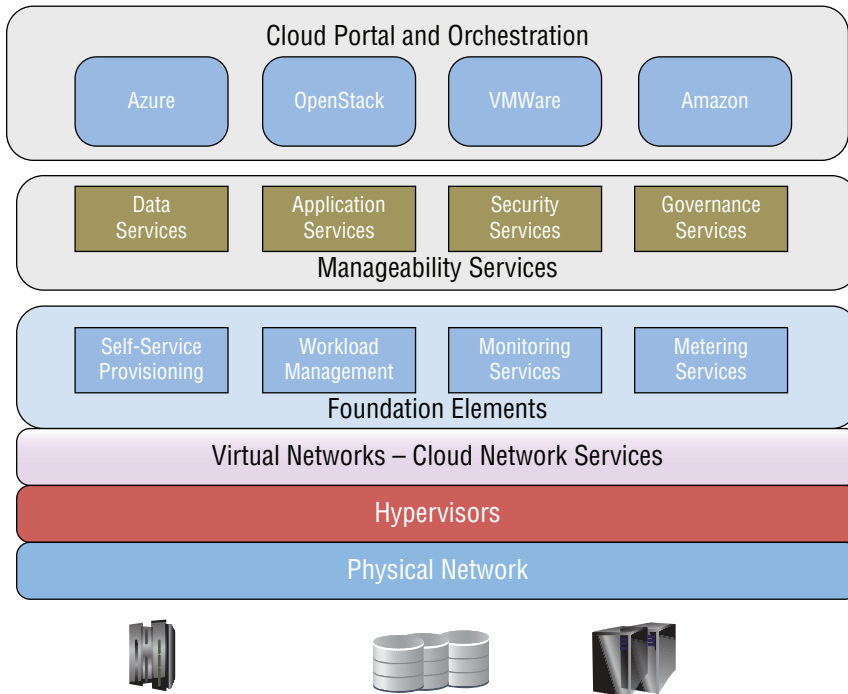 Cloud Portal and Orchestration
Azure
OpenStack
VMWare
Amazon
Data
Services
Application
Services
Security
Services
Governance
Services
Manageability Services
Self-Service
Provisioning
Workload
Management
Monitoring
Services
Metering
Services
Foundation Elements
Virtual Networks – Cloud Network Services
Hypervisors
Physical Network